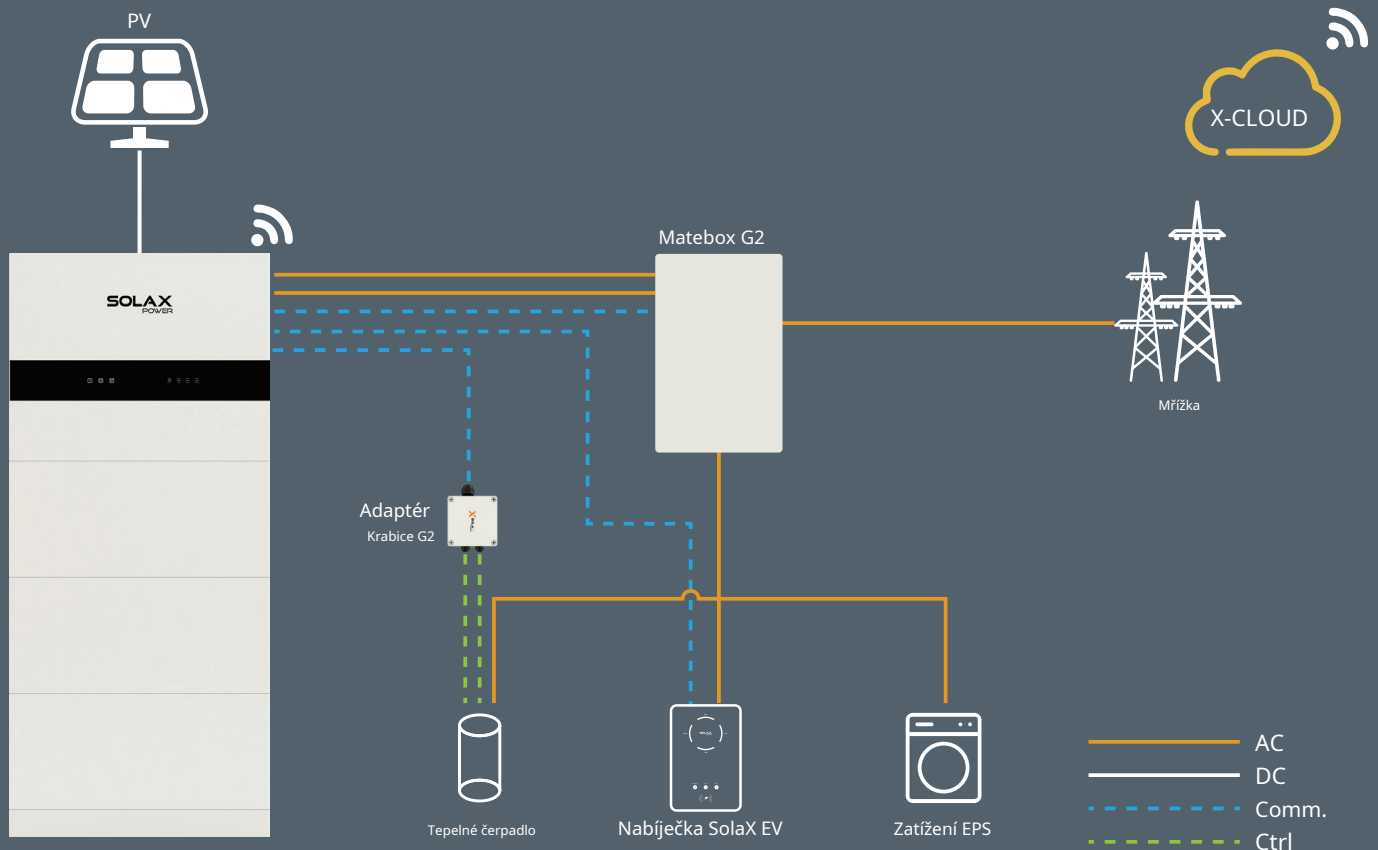 PV
X-CLOUD
SOLAX
POWER
Matebox G2
Mřížka
Adaptér
Krabice G2
Tepelné čerpadlo
Nabíječka SolaX EV
Zatížení EPS
AC
DC
Comm.
Ctrl